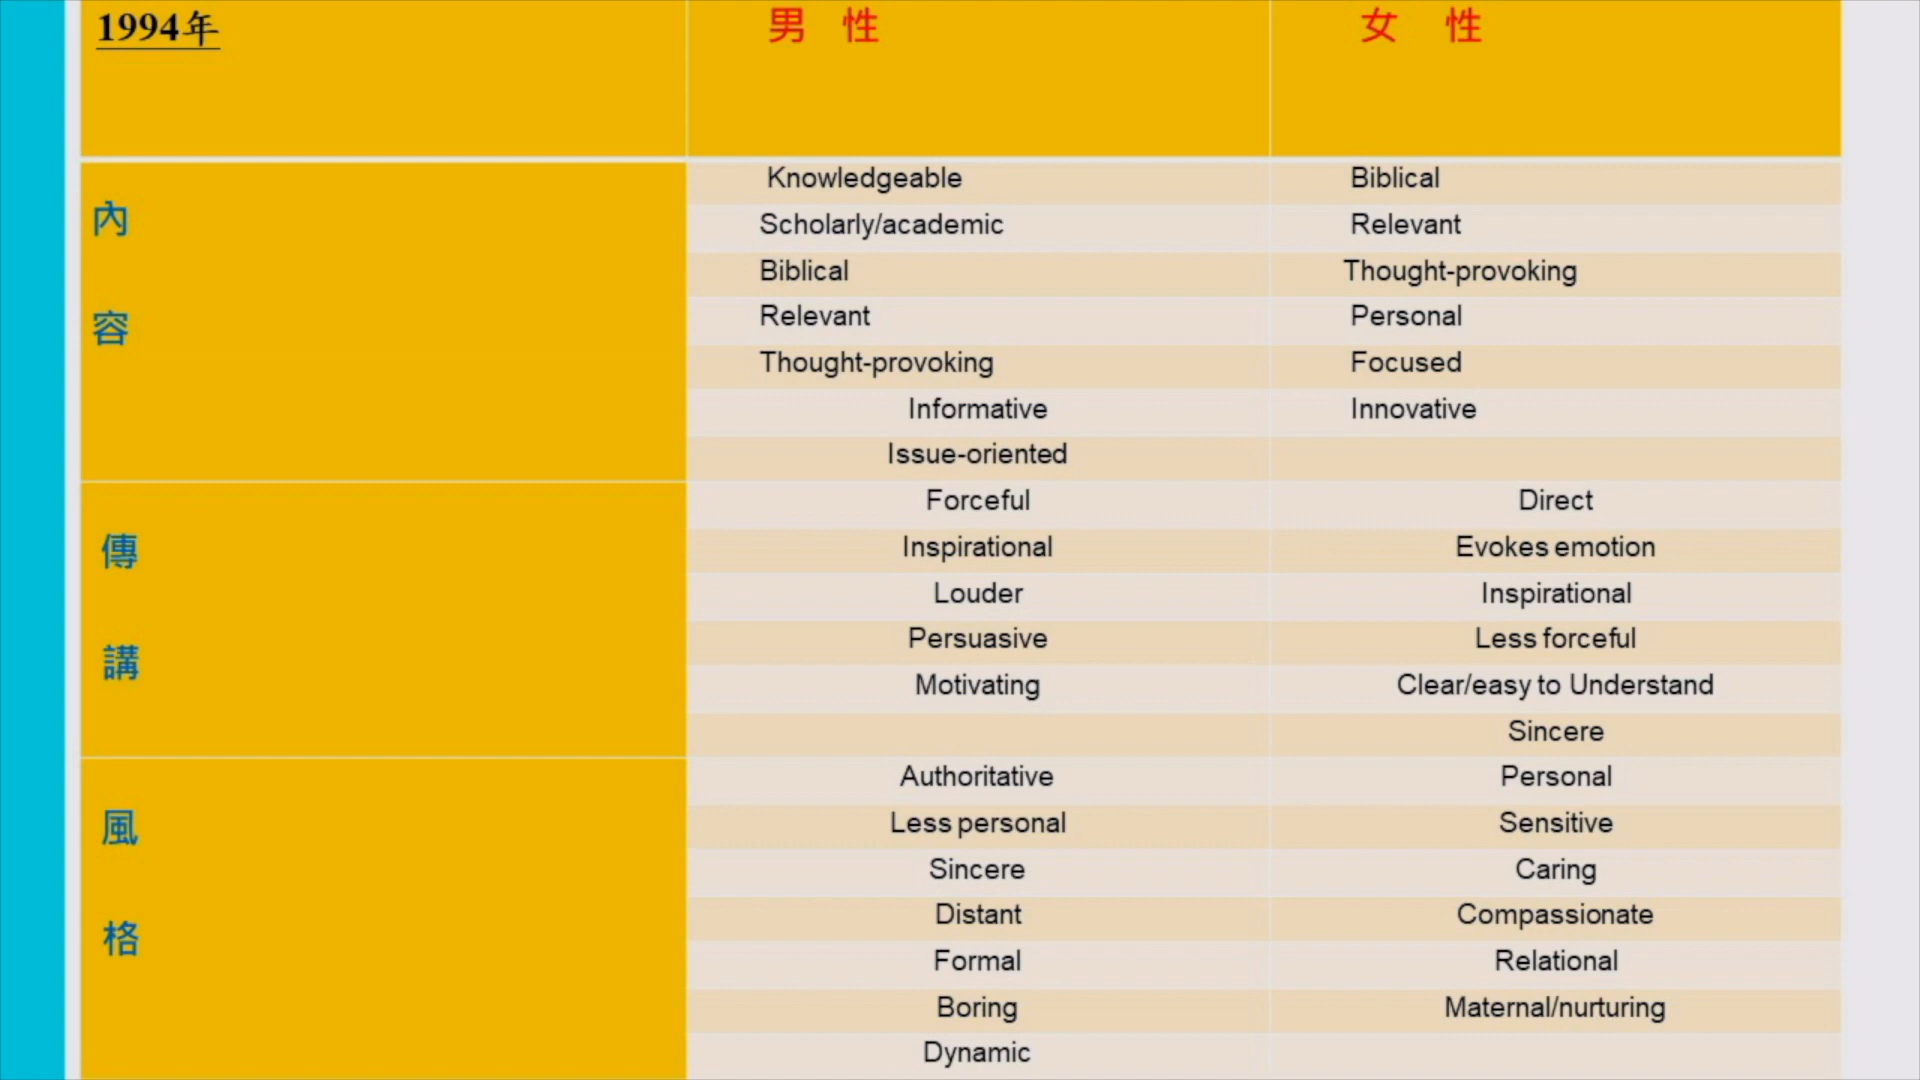 1994年 男 性 女 性
內
容
Knowledgeable Biblical
Scholarly/academic Relevant
Biblical Thought-provoking
Relevant Personal
Thought-provoking Focused
Informative Innovative
Issue-oriented
傳
講
Forceful Direct
Inspirational Evokes emotion
Louder Inspirational
Persuasive Less forceful
Motivating Clear/easy to Understand
Sincere
風
格
Authoritative Personal
Less personal Sensitive
Sincere Caring
Distant Compassionate
Formal Relational
Boring Maternal/nurturing
Dynamic